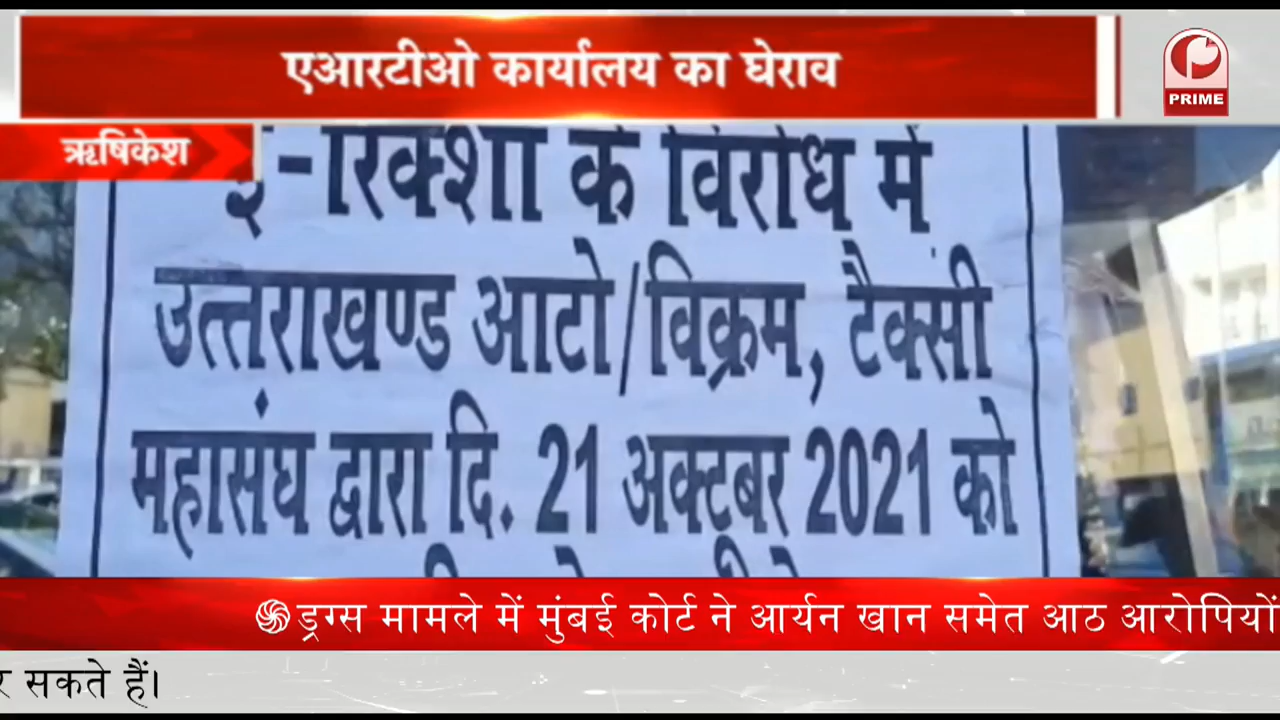 एआरटीओ कार्यालय का घेराव
PRIME
ऋषिकेश
ई-रिक्शा के विरोध में
उत्तराखण्ड आटो/विक्रम, टैक्सी
महासंघ द्वारा दि. 21 अक्टूबर 2021 को
ड्रग्स मामले में मुंबई कोर्ट ने आर्यन खान समेत आठ आरोपियों
सकते हैं।